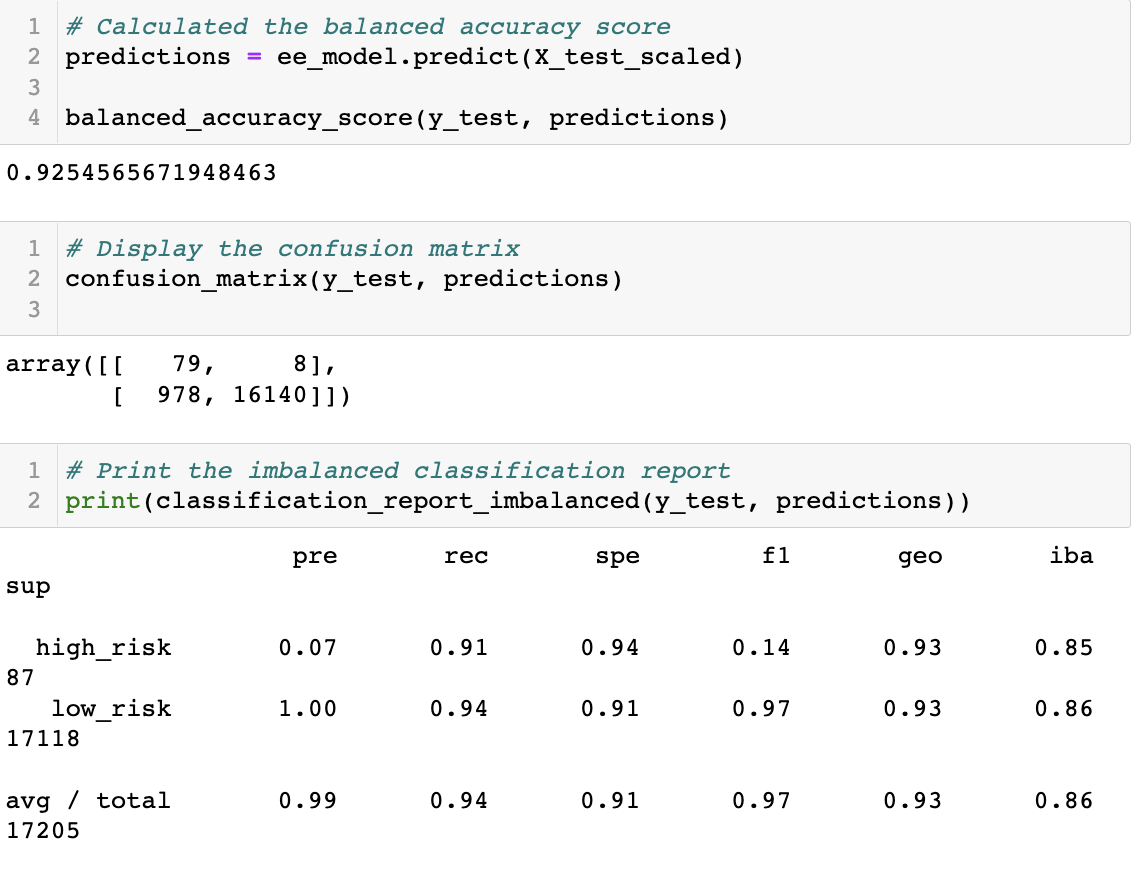 1 # Calculated the balanced accuracy score
2 predictions = ee_model.predict(X_test_scaled)
3
4 balanced_accuracy_score(y_test, predictions)
0.9254565671948463
1 # Display the confusion matrix
2 confusion_matrix(y_test, predictions)
3
array([[   79,     8],
       [  978, 16140]])
1 # Print the imbalanced classification report
2 print(classification_report_imbalanced(y_test, predictions))
                   pre       rec       spe        f1       geo       iba
sup
  high_risk       0.07      0.91      0.94      0.14      0.93      0.85
87
   low_risk       1.00      0.94      0.91      0.97      0.93      0.86
17118
avg / total       0.99      0.94      0.91      0.97      0.93      0.86
17205